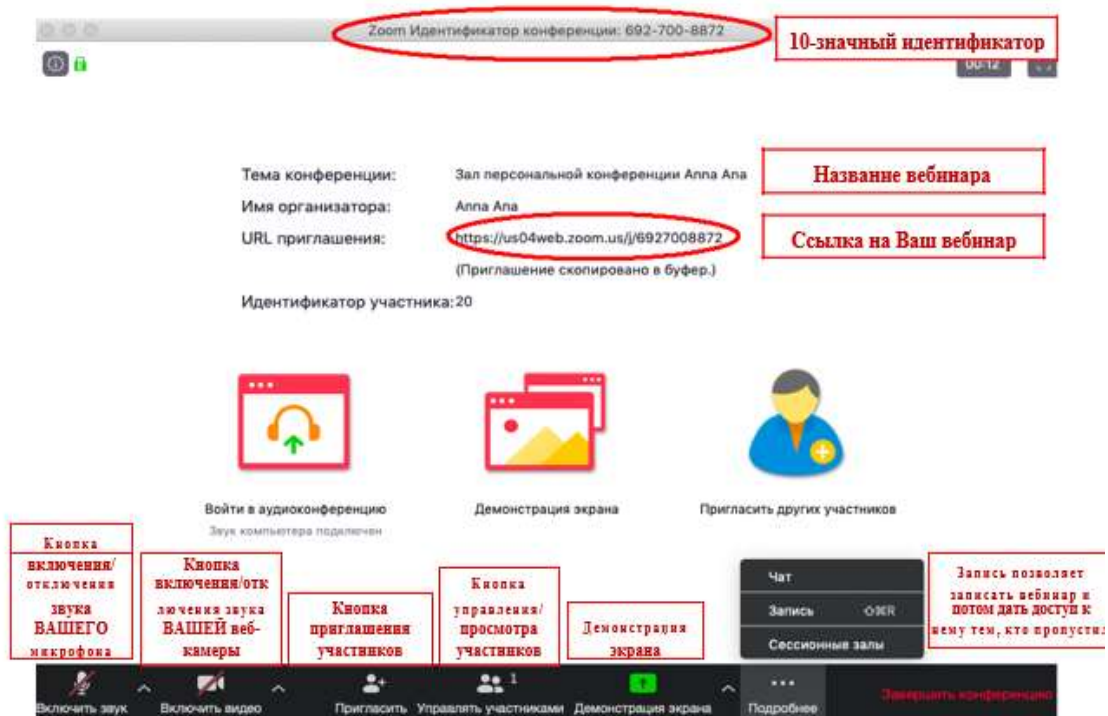 Zoom Идентификатор конференции: 692-700-8872
10-значный идентификатор
00:12
Тема конференции:
Зал персональной конференции Anna Ana
Название вебинара
Имя организатора:
Anna Ana
URL приглашения:
https://us04web.zoom.us/j/6927008872
Ссылка на Ваш вебинар
(Приглашение скопировано в буфер.)
Идентификатор участника: 20
Войти в аудиоконференцию
Звук компьютера подключен
Демонстрация экрана
Пригласить других участников
Кнопка
включения/
отключения
звука
ВАШЕГО
микрофона
Кнопка
включения/отк
лючения звука
ВАШЕЙ веб-
камеры
Кнопка
приглашения
участников
Кнопка
управления/
просмотра
участников
Демонстрация
экрана
Чат
Запись ⇧⌘R
Сессионные залы
Запись позволяет
записать вебинар и
потом дать доступ к
нему тем, кто пропустил
Включить звук
Включить видео
Пригласить
1
Управлять участниками
Демонстрация экрана
Подробнее
Завершить конференцию